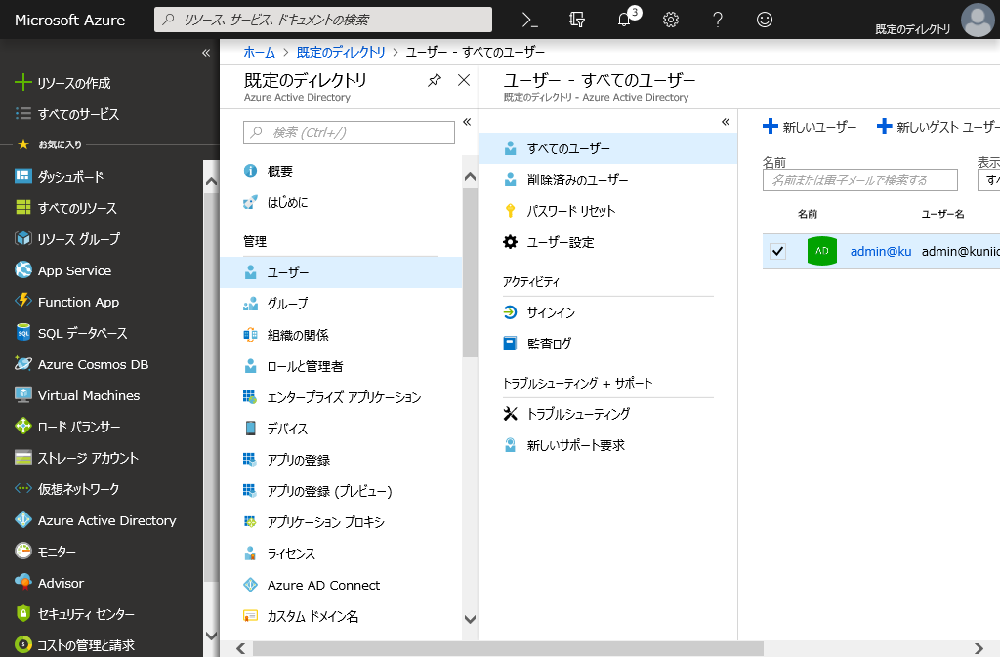 Microsoft Azure
リソース、サービス、ドキュメントの検索
3
既定のディレクトリ
リソースの作成
すべてのサービス
お気に入り
ダッシュボード
すべてのリソース
リソース グループ
App Service
Function App
SQL データベース
Azure Cosmos DB
Virtual Machines
ロード バランサー
ストレージ アカウント
仮想ネットワーク
Azure Active Directory
モニター
Advisor
セキュリティ センター
コストの管理と請求
ホーム > 既定のディレクトリ > ユーザー - すべてのユーザー
既定のディレクトリ
Azure Active Directory
検索 (Ctrl+/)
概要
はじめに
管理
ユーザー
グループ
組織の関係
ロールと管理者
エンタープライズ アプリケーション
デバイス
アプリの登録
アプリの登録 (プレビュー)
アプリケーション プロキシ
ライセンス
Azure AD Connect
カスタム ドメイン名
ユーザー - すべてのユーザー
既定のディレクトリ - Azure Active Directory
すべてのユーザー
削除済みのユーザー
パスワード リセット
ユーザー設定
アクティビティ
サインイン
監査ログ
トラブルシューティング + サポート
トラブルシューティング
新しいサポート要求
新しいユーザー 新しいゲスト ユーザー
名前 表示
名前または電子メールで検索する す
名前 ユーザー名
AD admin@ku admin@kuniic